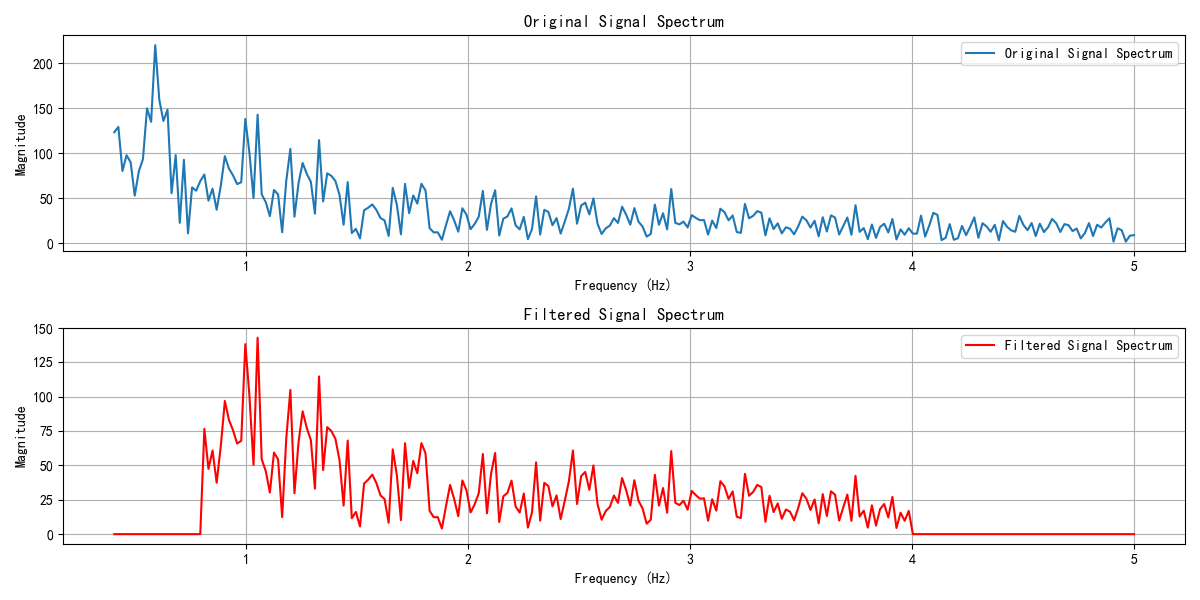 Original Signal Spectrum
Original Signal Spectrum
200
150
100
50
0
Magnitude
1 2 3 4 5
Frequency (Hz)
Filtered Signal Spectrum
Filtered Signal Spectrum
150
125
100
75
50
25
0
Magnitude
1 2 3 4 5
Frequency (Hz)